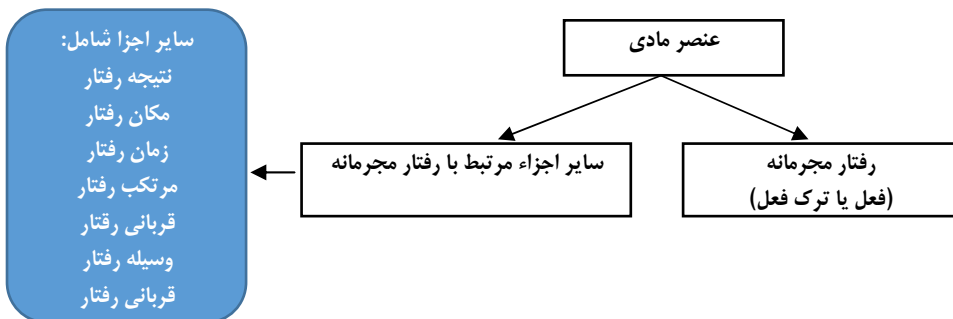 عنصر مادی
رفتار مجرمانه
(فعل یا ترک فعل)
سایر اجزاء مرتبط با رفتار مجرمانه
سایر اجزا شامل:
نتیجه رفتار
مکان رفتار
زمان رفتار
مرتکب رفتار
قربانی رقتار
وسیله رفتار
قربانی رفتار